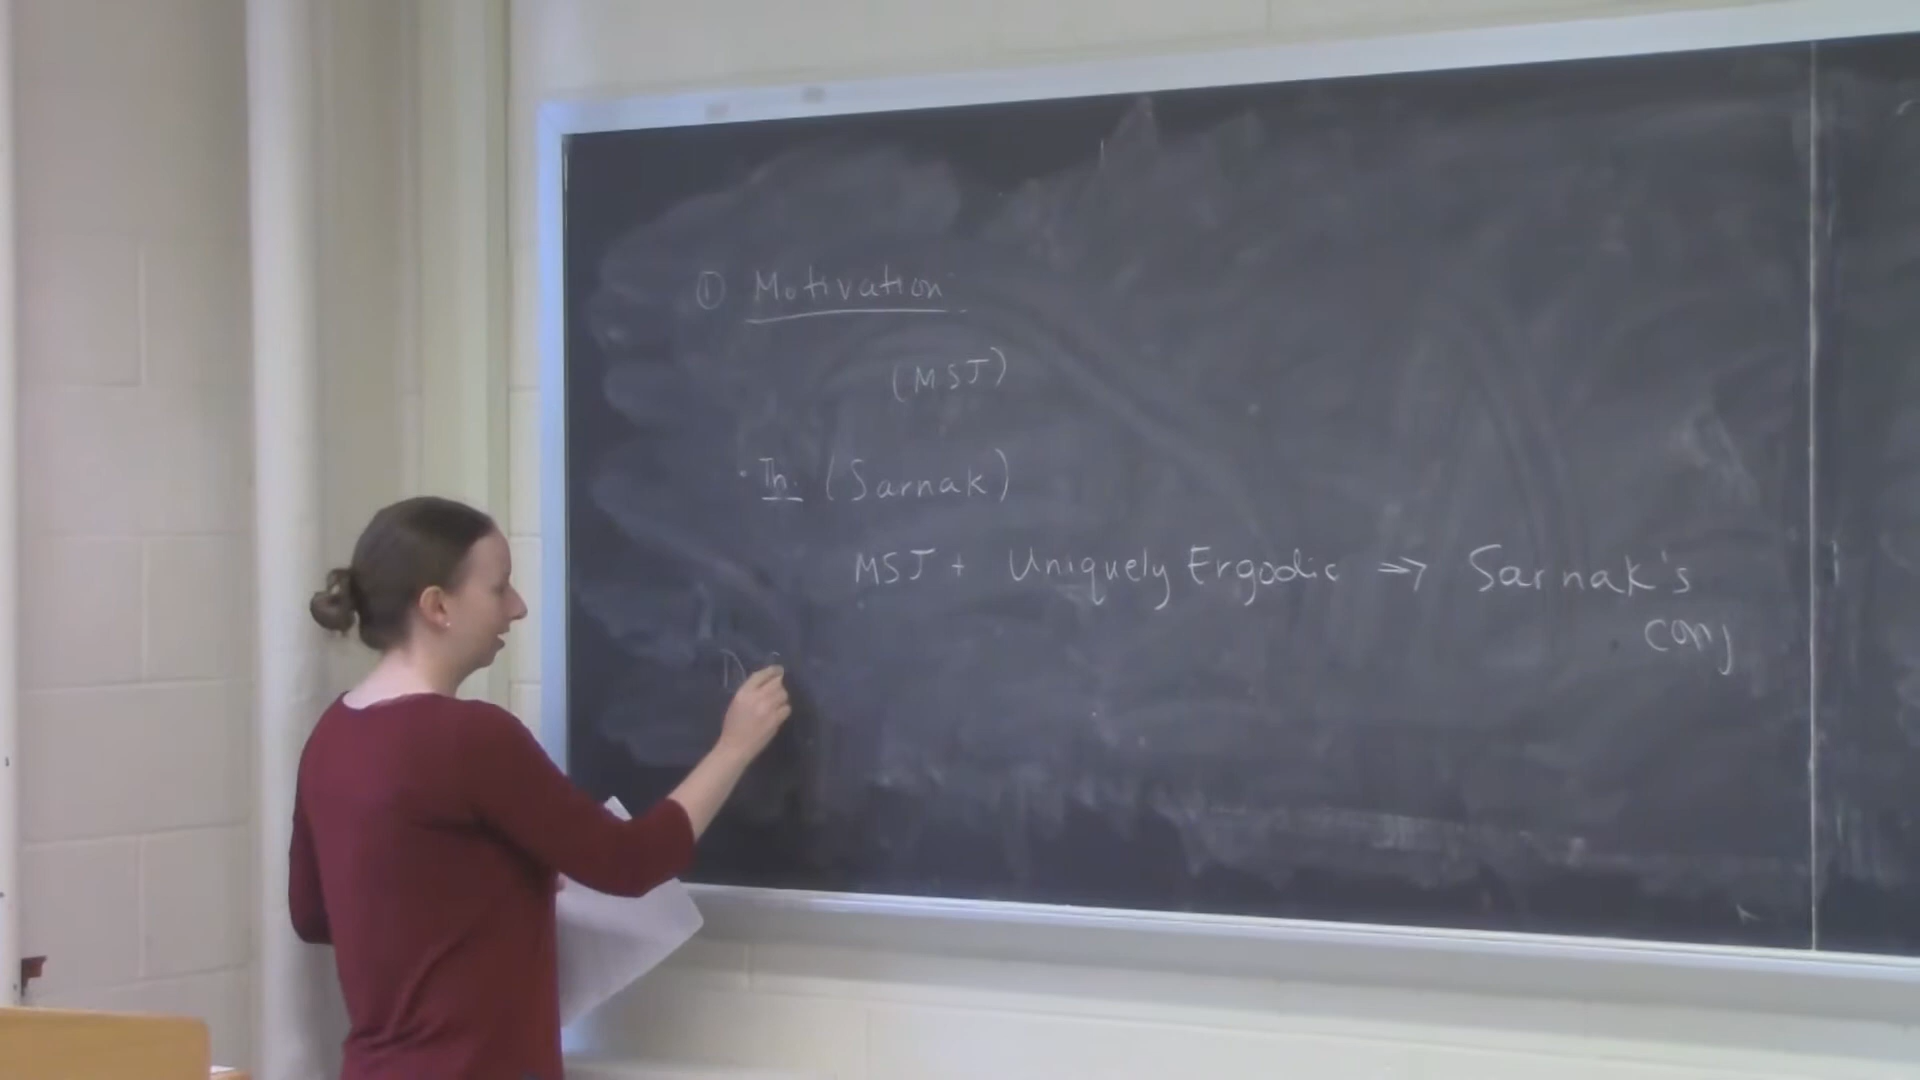 ① Motivation
(MSJ)
· Th. (Sarnak)
MSJ + Uniquely Ergodic ⇒ Sarnak's
conj